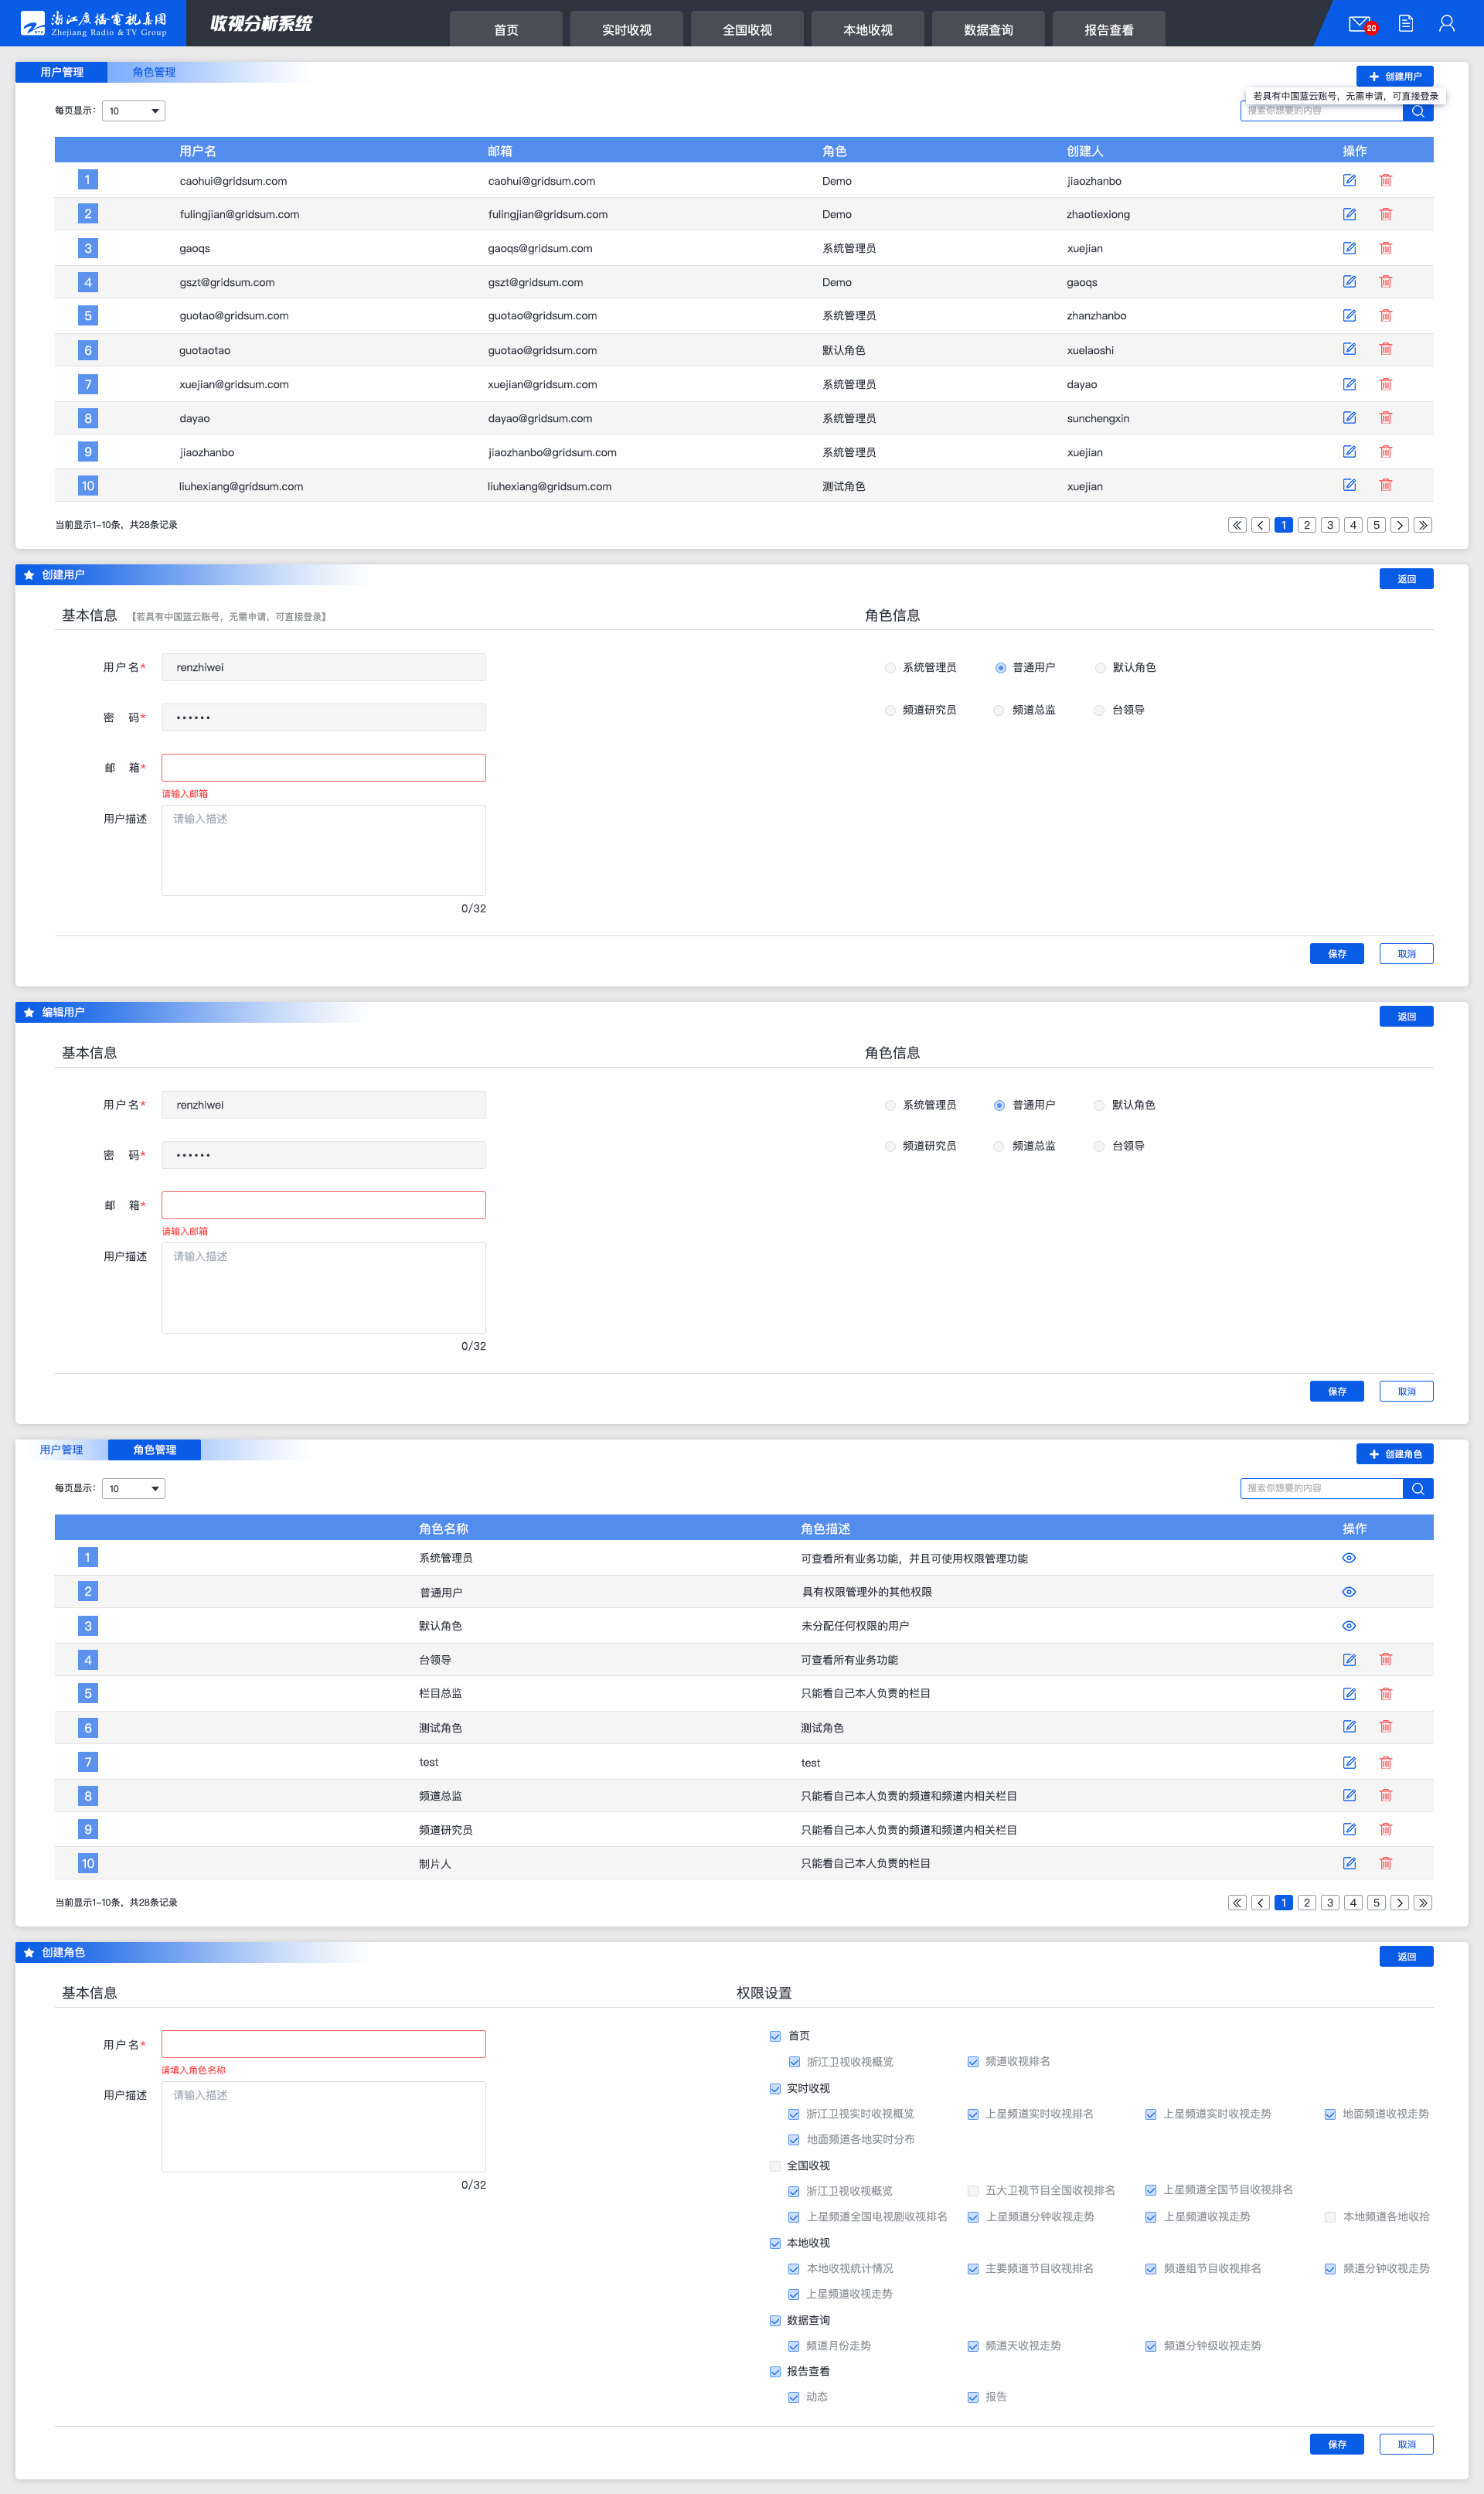 浙江广播电视集团
Zhejiang Radio & TV Group
收视分析系统
首页 实时收视 全国收视 本地收视 数据查询 报告查看
20
用户管理 角色管理
创建用户
若具有中国蓝云账号，无需申请，可直接登录
每页显示： 10
搜索你想要的内容
用户名 邮箱 角色 创建人 操作
1 caohui@gridsum.com caohui@gridsum.com Demo jiaozhanbo
2 fulingjian@gridsum.com fulingjian@gridsum.com Demo zhaotiexiong
3 gaoqs gaoqs@gridsum.com 系统管理员 xuejian
4 gszt@gridsum.com gszt@gridsum.com Demo gaoqs
5 guotao@gridsum.com guotao@gridsum.com 系统管理员 zhanzhanbo
6 guotaotao guotao@gridsum.com 默认角色 xuelaoshi
7 xuejian@gridsum.com xuejian@gridsum.com 系统管理员 dayao
8 dayao dayao@gridsum.com 系统管理员 sunchengxin
9 jiaozhanbo jiaozhanbo@gridsum.com 系统管理员 xuejian
10 liuhexiang@gridsum.com liuhexiang@gridsum.com 测试角色 xuejian
当前显示1-10条，共28条记录
1 2 3 4 5
创建用户
返回
基本信息 【若具有中国蓝云账号，无需申请，可直接登录】 角色信息
用户名* renzhiwei
系统管理员 普通用户 默认角色
频道研究员 频道总监 台领导
密 码* ••••••
邮 箱*
请输入邮箱
用户描述 请输入描述
0/32
保存 取消
编辑用户
返回
基本信息 角色信息
用户名* renzhiwei
系统管理员 普通用户 默认角色
频道研究员 频道总监 台领导
密 码* ••••••
邮 箱*
请输入邮箱
用户描述 请输入描述
0/32
保存 取消
用户管理 角色管理
创建角色
每页显示： 10
搜索你想要的内容
角色名称 角色描述 操作
1 系统管理员 可查看所有业务功能，并且可使用权限管理功能
2 普通用户 具有权限管理外的其他权限
3 默认角色 未分配任何权限的用户
4 台领导 可查看所有业务功能
5 栏目总监 只能看自己本人负责的栏目
6 测试角色 测试角色
7 test test
8 频道总监 只能看自己本人负责的频道和频道内相关栏目
9 频道研究员 只能看自己本人负责的频道和频道内相关栏目
10 制片人 只能看自己本人负责的栏目
当前显示1-10条，共28条记录
1 2 3 4 5
创建角色
返回
基本信息 权限设置
用户名*
请填入角色名称
用户描述 请输入描述
0/32
首页
浙江卫视收视概览 频道收视排名
实时收视
浙江卫视实时收视概览 上星频道实时收视排名 上星频道实时收视走势 地面频道收视走势
地面频道各地实时分布
全国收视
浙江卫视收视概览 五大卫视节目全国收视排名 上星频道全国节目收视排名
上星频道全国电视剧收视排名 上星频道分钟收视走势 上星频道收视走势 本地频道各地收拾
本地收视
本地收视统计情况 主要频道节目收视排名 频道组节目收视排名 频道分钟收视走势
上星频道收视走势
数据查询
频道月份走势 频道天收视走势 频道分钟级收视走势
报告查看
动态 报告
保存 取消